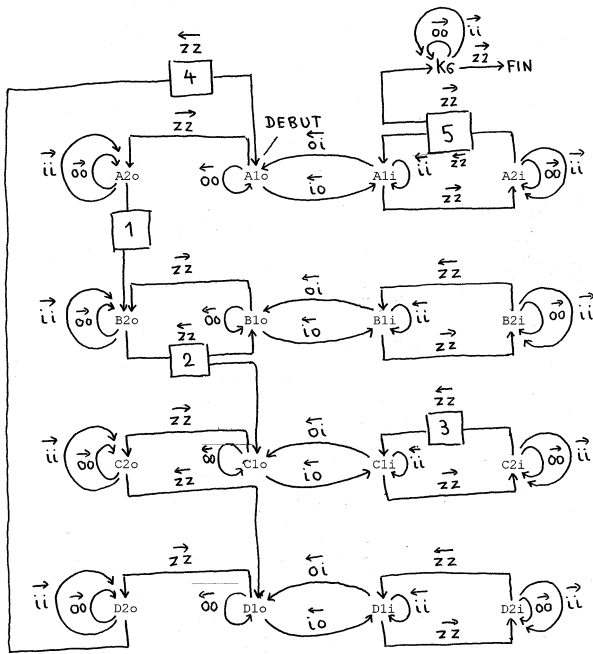 oo ii
zz
zz
4
K6 FIN
zz
DEBUT
5
zz
oi
zz
ii oo A2o
oo A1o
A1i ii
A2i oo ii
io
zz
1
zz
oi
zz
ii oo B2o
oo B1o
B1i ii
B2i oo ii
zz
io
zz
2
zz
zz
oi
3
ii oo C2o
oo C1o
C1i ii
C2i oo ii
zz
io
zz
zz
oi
zz
ii oo D2o
oo D1o
D1i ii
D2i oo ii
io
zz